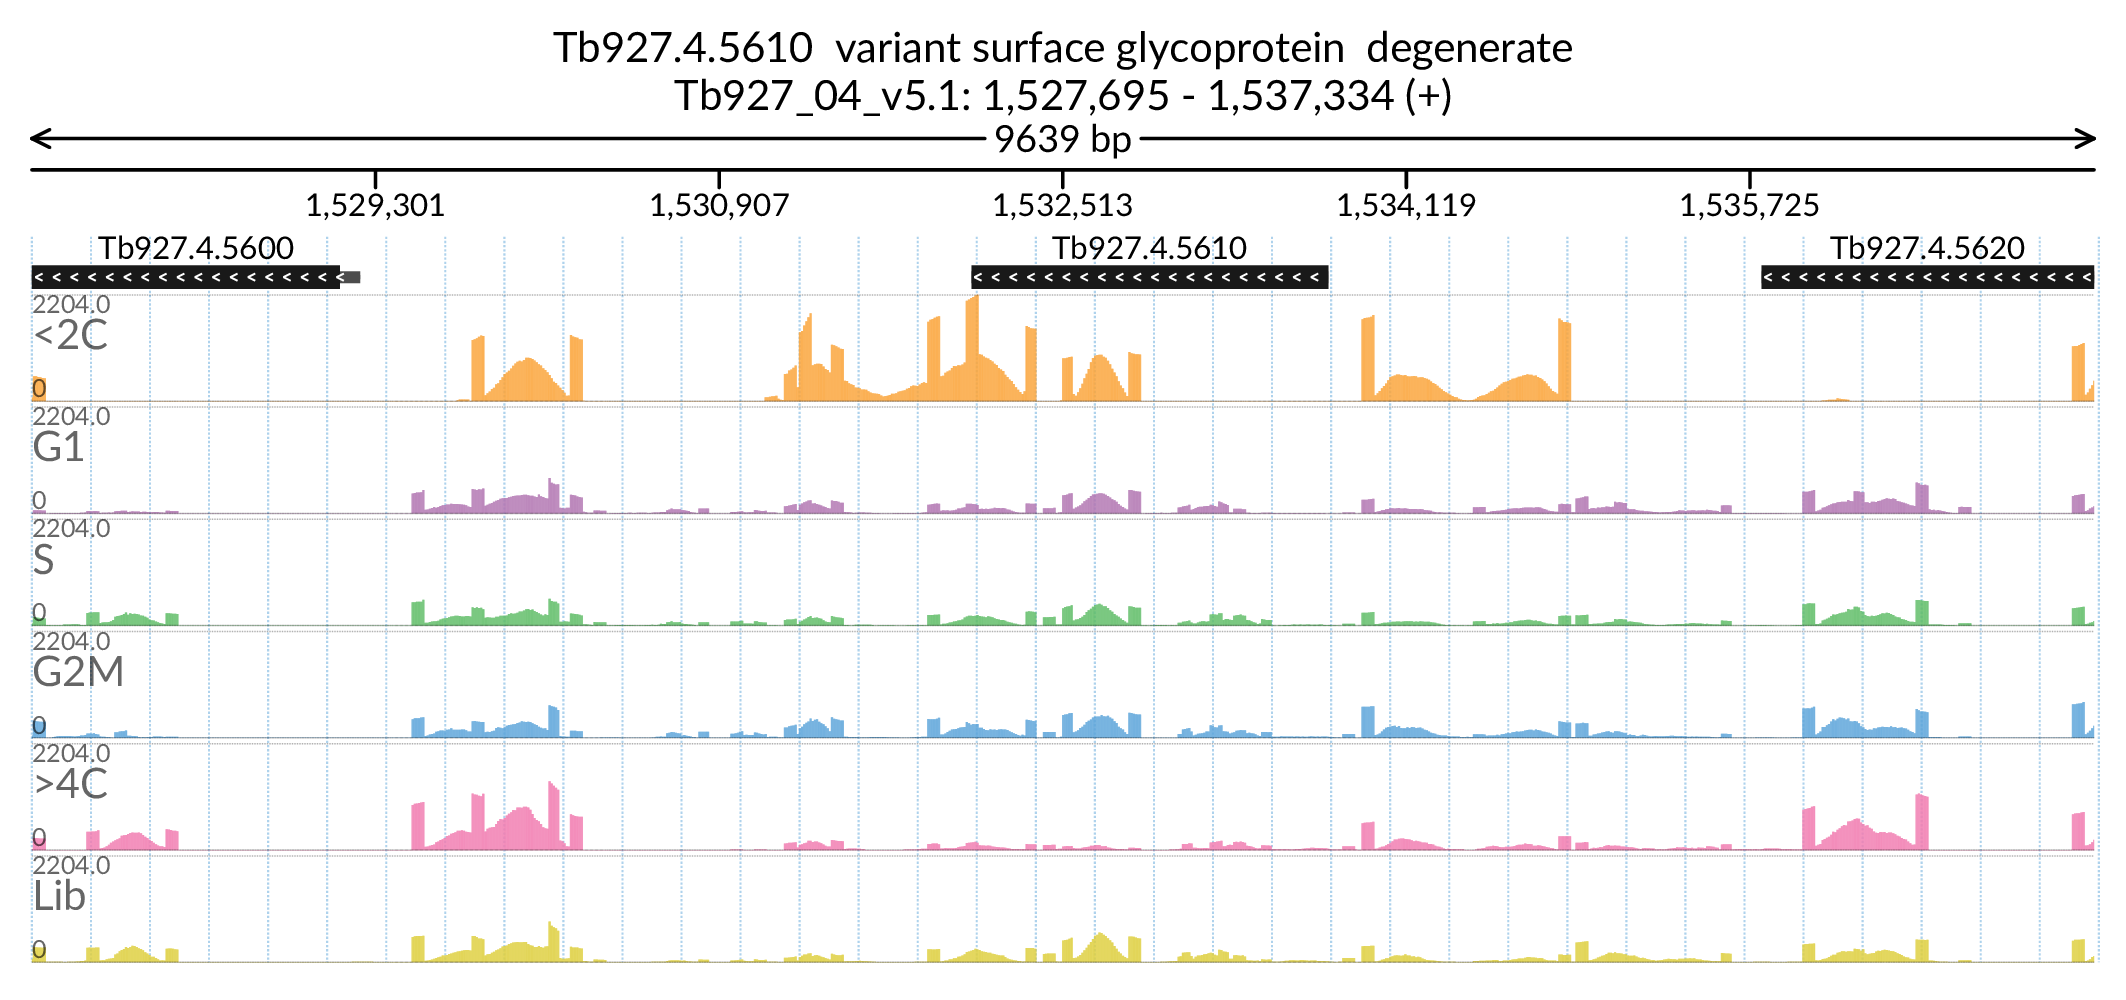 Tb927.4.5610 variant surface glycoprotein degenerate
Tb927_04_v5.1: 1,527,695 - 1,537,334 (+)
9639 bp
1,529,301 1,530,907 1,532,513 1,534,119 1,535,725
Tb927.4.5600 Tb927.4.5610 Tb927.4.5620
2204.0
<2C
0
2204.0
G1
0
2204.0
S
0
2204.0
G2M
0
2204.0
>4C
0
2204.0
Lib
0